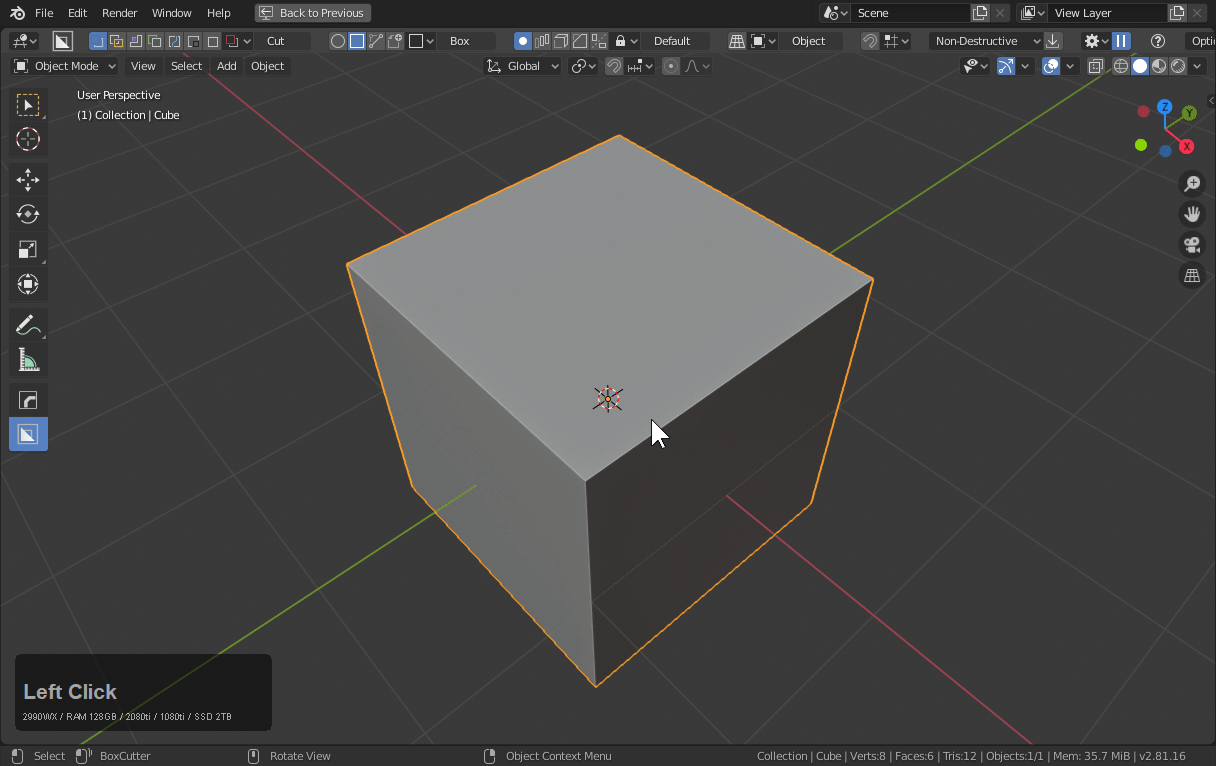 File Edit Render Window Help Back to Previous Scene View Layer
Cut Box Default Object Non-Destructive Opti
Object Mode View Select Add Object Global
User Perspective
(1) Collection | Cube
Z
Y
X
Left Click
2990WX / RAM 128GB / 2080ti / 1080ti / SSD 2TB
Select BoxCutter Rotate View Object Context Menu Collection | Cube | Verts:8 | Faces:6 | Tris:12 | Objects:1/1 | Mem: 35.7 MiB | v2.81.16